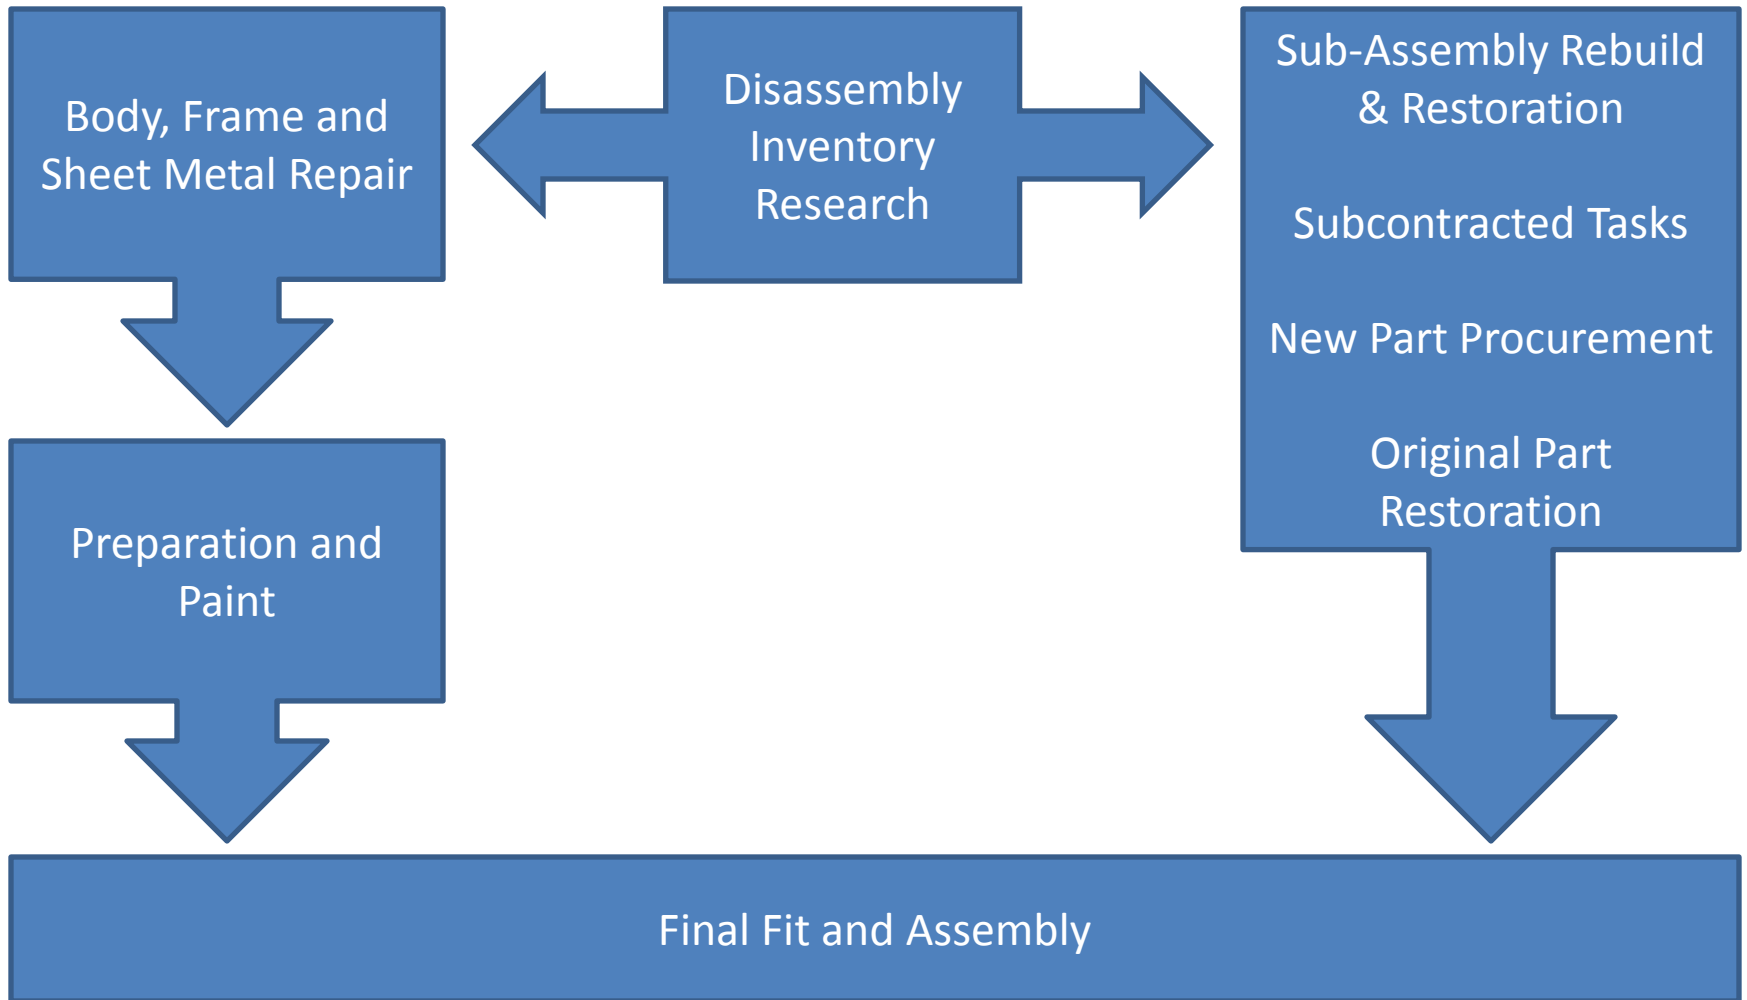 Body, Frame and
Sheet Metal Repair
Disassembly
Inventory
Research
Sub-Assembly Rebuild
& Restoration
Subcontracted Tasks
New Part Procurement
Original Part
Restoration
Preparation and
Paint
Final Fit and Assembly